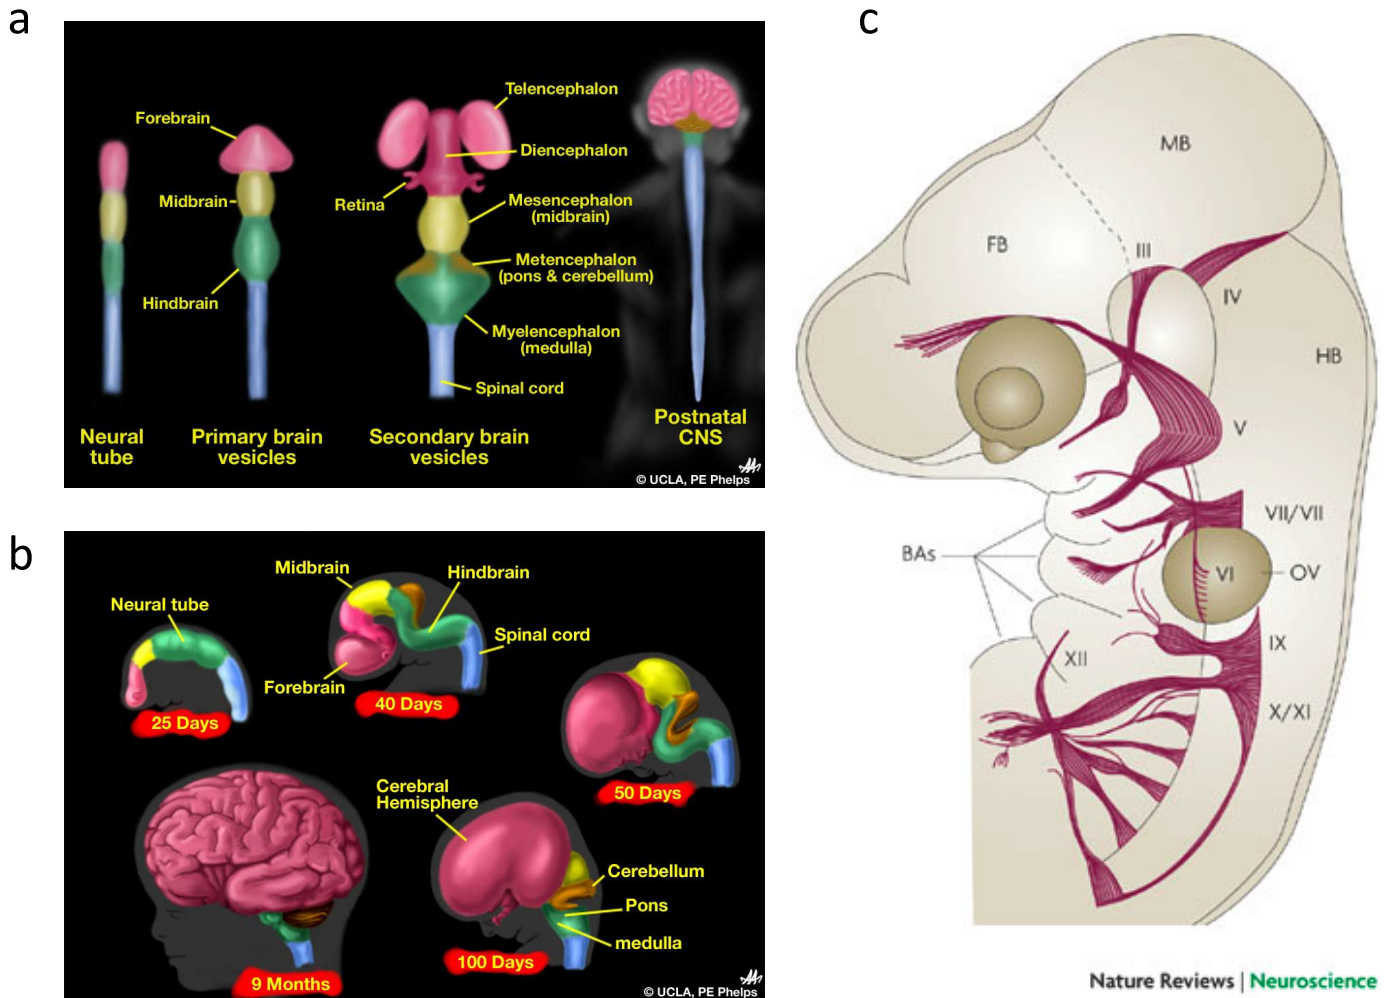 a
Telencephalon
Forebrain
Diencephalon
Midbrain
Retina
Mesencephalon
(midbrain)
Metencephalon
(pons & cerebellum)
Hindbrain
Myelencephalon
(medulla)
Spinal cord
Neural
tube
Primary brain
vesicles
Secondary brain
vesicles
Postnatal
CNS
© UCLA, PE Phelps
b
Midbrain
Hindbrain
Neural tube
Spinal cord
Forebrain
25 Days
40 Days
50 Days
Cerebral
Hemisphere
Cerebellum
Pons
medulla
100 Days
9 Months
© UCLA, PE Phelps
c
MB
FB
III
IV
HB
V
VII/VII
BAs
VI
OV
IX
XII
X/XI
Nature Reviews | Neuroscience